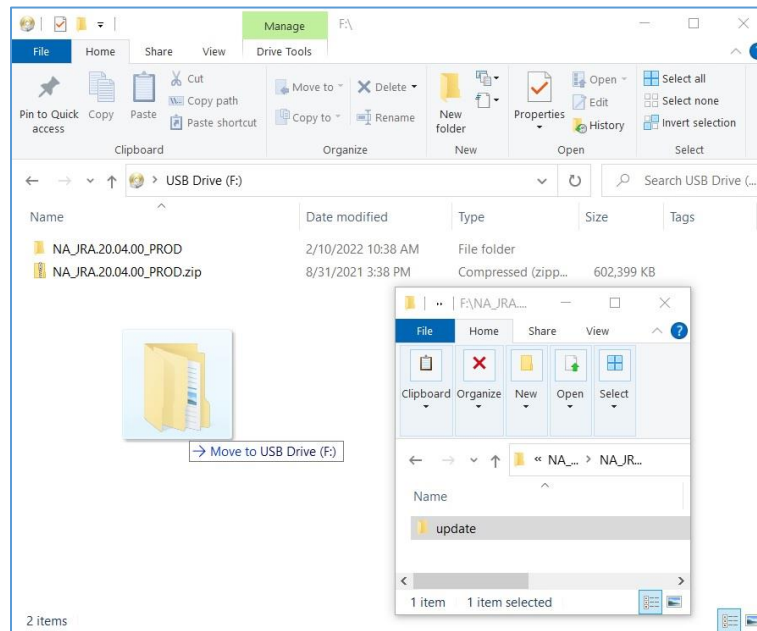 Manage F:\
File Home Share View Drive Tools
Pin to Quick access
Copy
Paste
Cut
Copy path
Paste shortcut
Clipboard
Move to
Copy to
Delete
Rename
Organize
New folder
New
Properties
Open
Edit
History
Open
Select all
Select none
Invert selection
Select
USB Drive (F:)
Search USB Drive (...
Name Date modified Type Size Tags
NA_JRA.20.04.00_PROD 2/10/2022 10:38 AM File folder
NA_JRA.20.04.00_PROD.zip 8/31/2021 3:38 PM Compressed (zipp... 602,399 KB
Move to USB Drive (F:)
F:\NA_JRA....
File Home Share View
Clipboard Organize New Open Select
« NA_... NA_JR...
Name
update
1 item 1 item selected
2 items